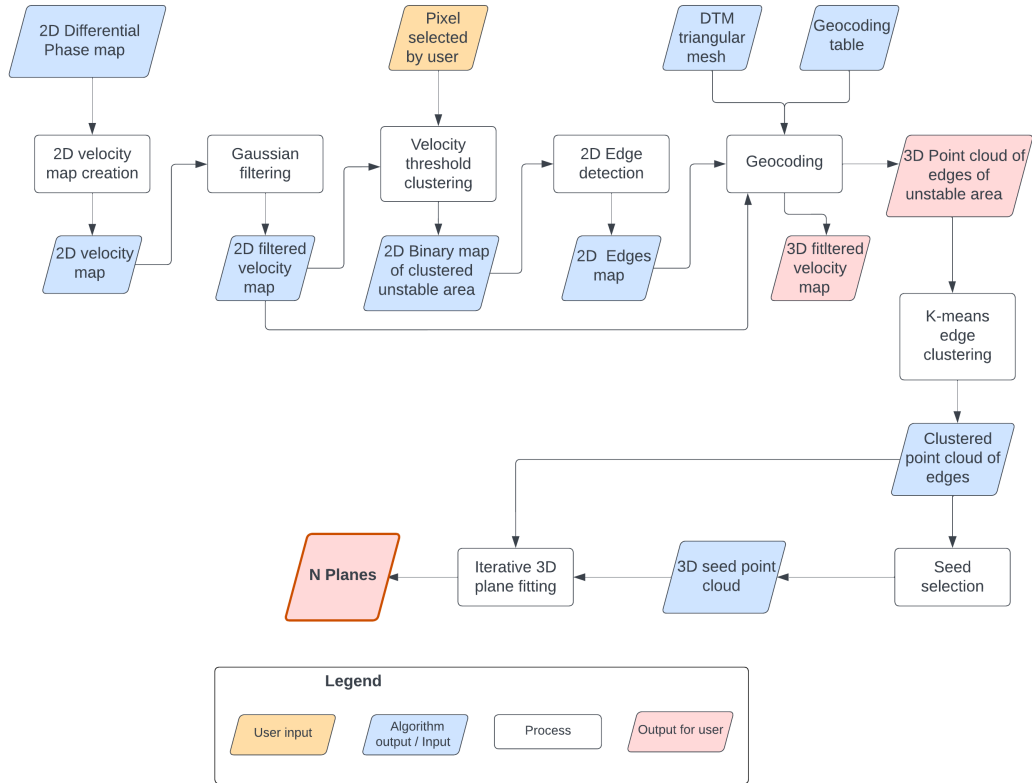 2D Differential
Phase map
Pixel
selected
by user
DTM
triangular
mesh
Geocoding
table
2D velocity
map creation
Gaussian
filtering
Velocity
threshold
clustering
2D Edge
detection
Geocoding
3D Point cloud of
edges of
unstable area
2D velocity
map
2D filtered
velocity
map
2D Binary map
of clustered
unstable area
2D  Edges
map
3D fitltered
velocity
map
K-means
edge
clustering
Clustered
point cloud of
edges
N Planes
Iterative 3D
plane fitting
3D seed point
cloud
Seed
selection
Legend
User input
Algorithm
output / Input
Process
Output for user